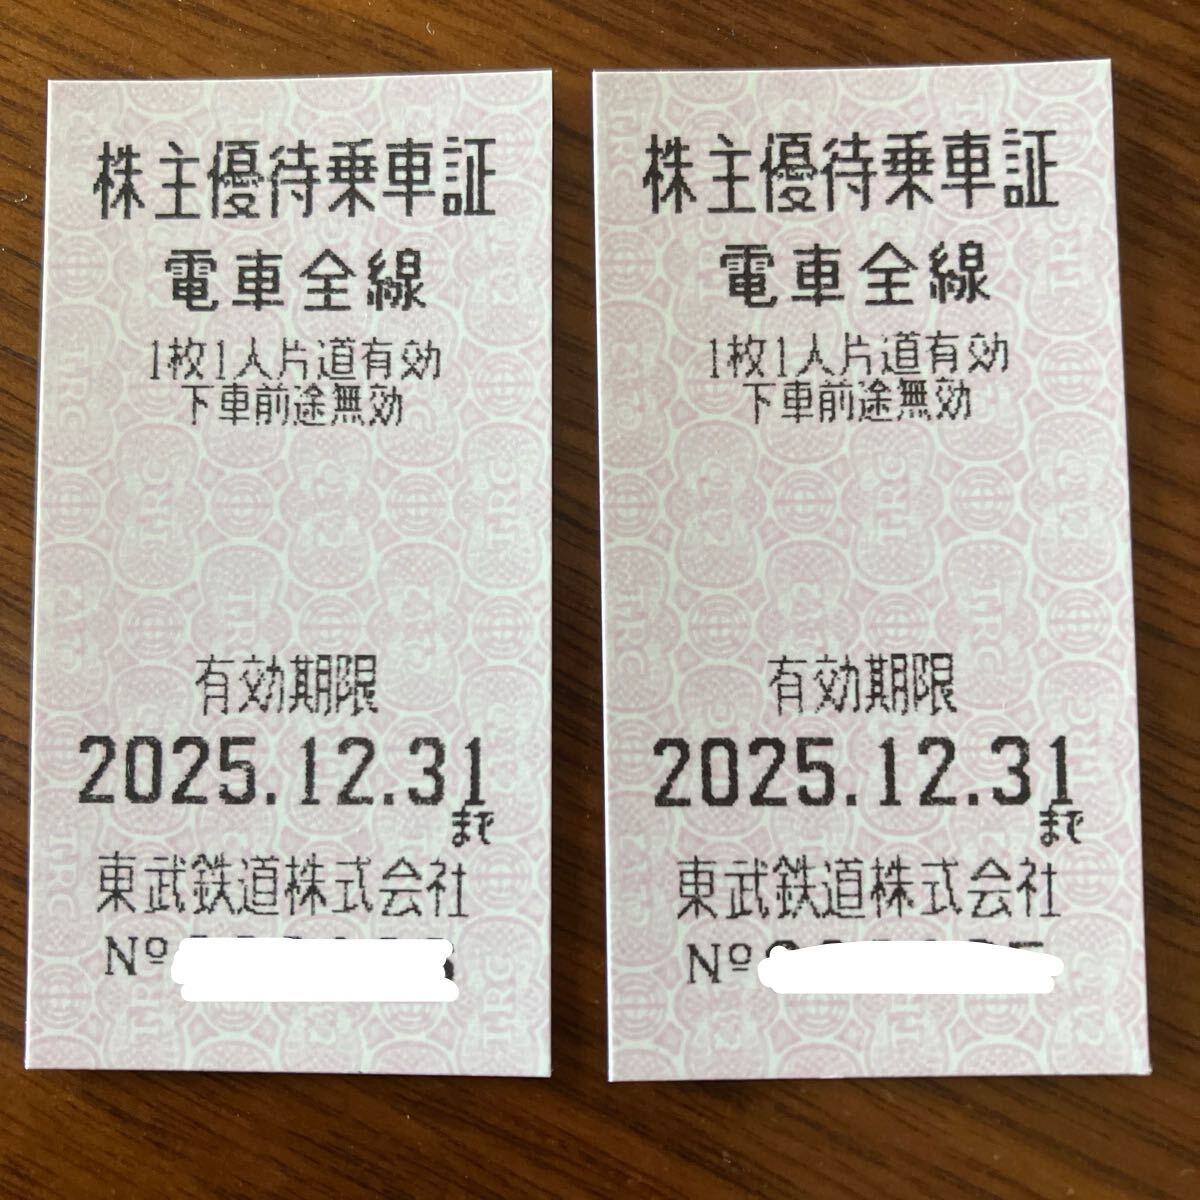 株主優待乗車証
電車全線
1枚1人片道有効
下車前途無効
有効期限
2025.12.31
まで
東武鉄道株式会社
Nº
株主優待乗車証
電車全線
1枚1人片道有効
下車前途無効
有効期限
2025.12.31
まで
東武鉄道株式会社
Nº